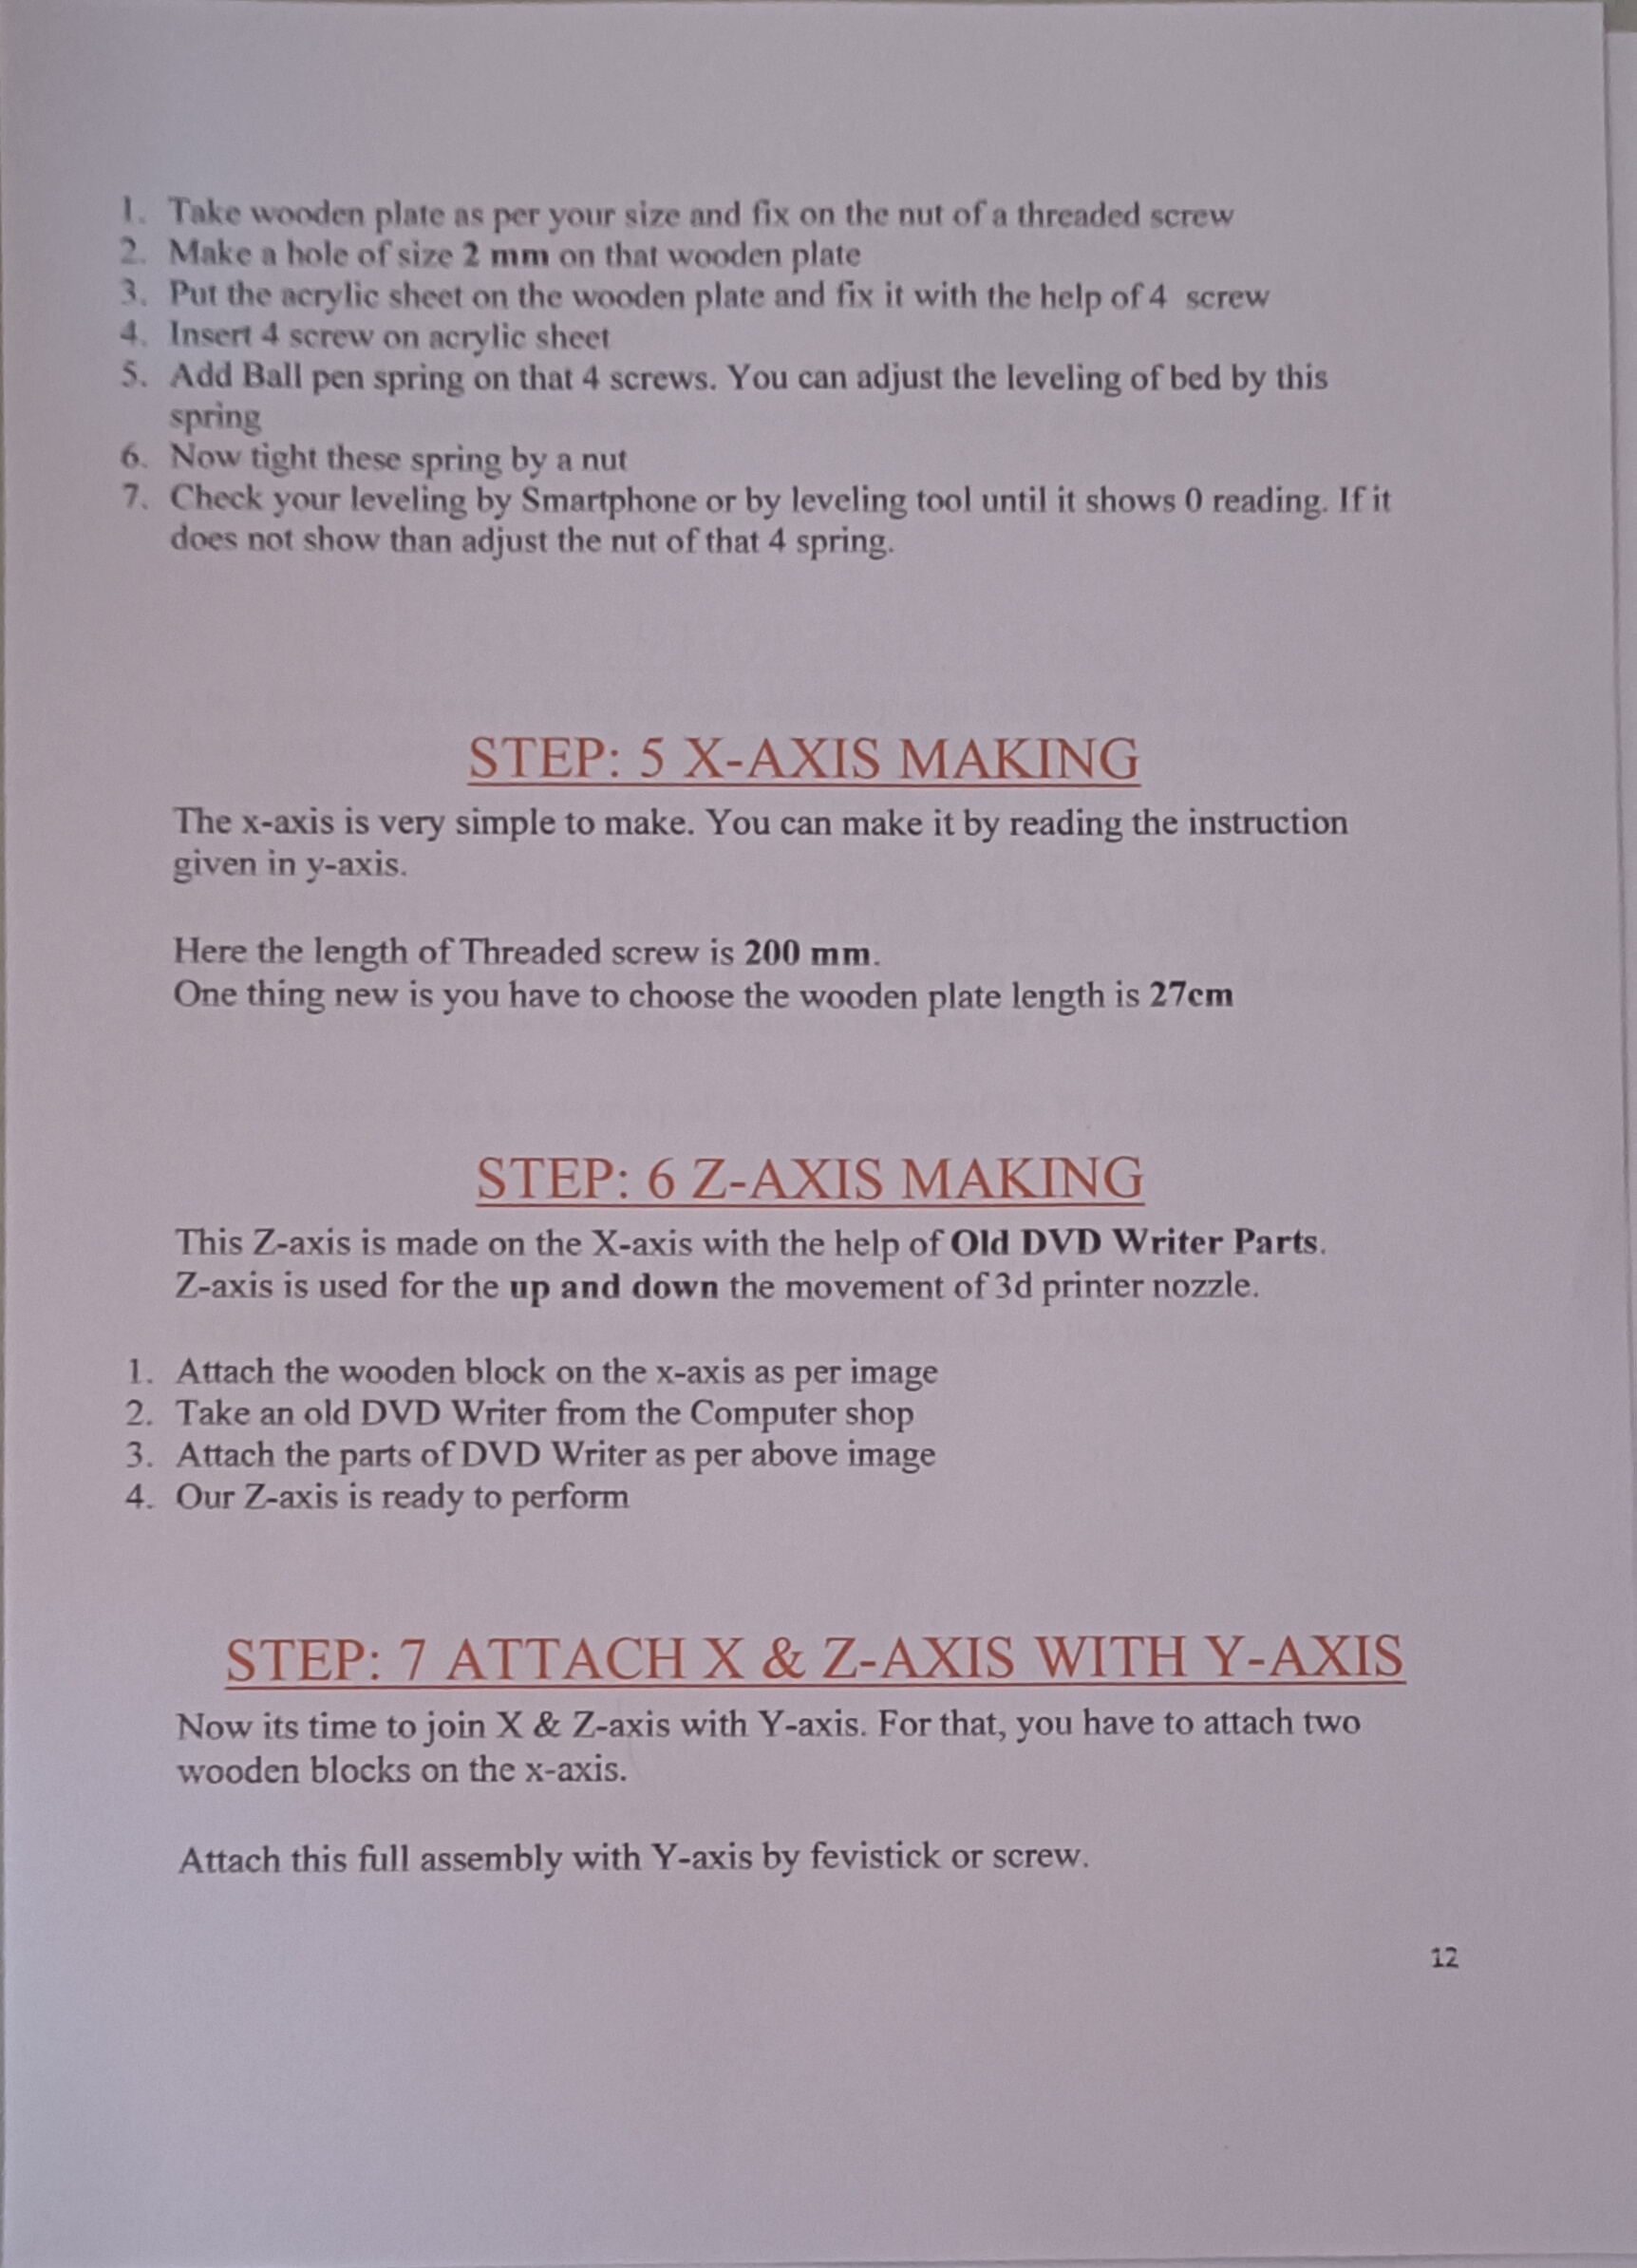 1. Take wooden plate as per your size and fix on the nut of a threaded screw
2. Make a hole of size 2 mm on that wooden plate
3. Put the acrylic sheet on the wooden plate and fix it with the help of 4 screw
4. Insert 4 screw on acrylic sheet
5. Add Ball pen spring on that 4 screws. You can adjust the leveling of bed by this
spring
6. Now tight these spring by a nut
7. Check your leveling by Smartphone or by leveling tool until it shows 0 reading. If it
does not show than adjust the nut of that 4 spring.
STEP: 5 X-AXIS MAKING
The x-axis is very simple to make. You can make it by reading the instruction
given in y-axis.
Here the length of Threaded screw is 200 mm.
One thing new is you have to choose the wooden plate length is 27cm
STEP: 6 Z-AXIS MAKING
This Z-axis is made on the X-axis with the help of Old DVD Writer Parts.
Z-axis is used for the up and down the movement of 3d printer nozzle.
1. Attach the wooden block on the x-axis as per image
2. Take an old DVD Writer from the Computer shop
3. Attach the parts of DVD Writer as per above image
4. Our Z-axis is ready to perform
STEP: 7 ATTACH X & Z-AXIS WITH Y-AXIS
Now its time to join X & Z-axis with Y-axis. For that, you have to attach two
wooden blocks on the x-axis.
Attach this full assembly with Y-axis by fevistick or screw.
12